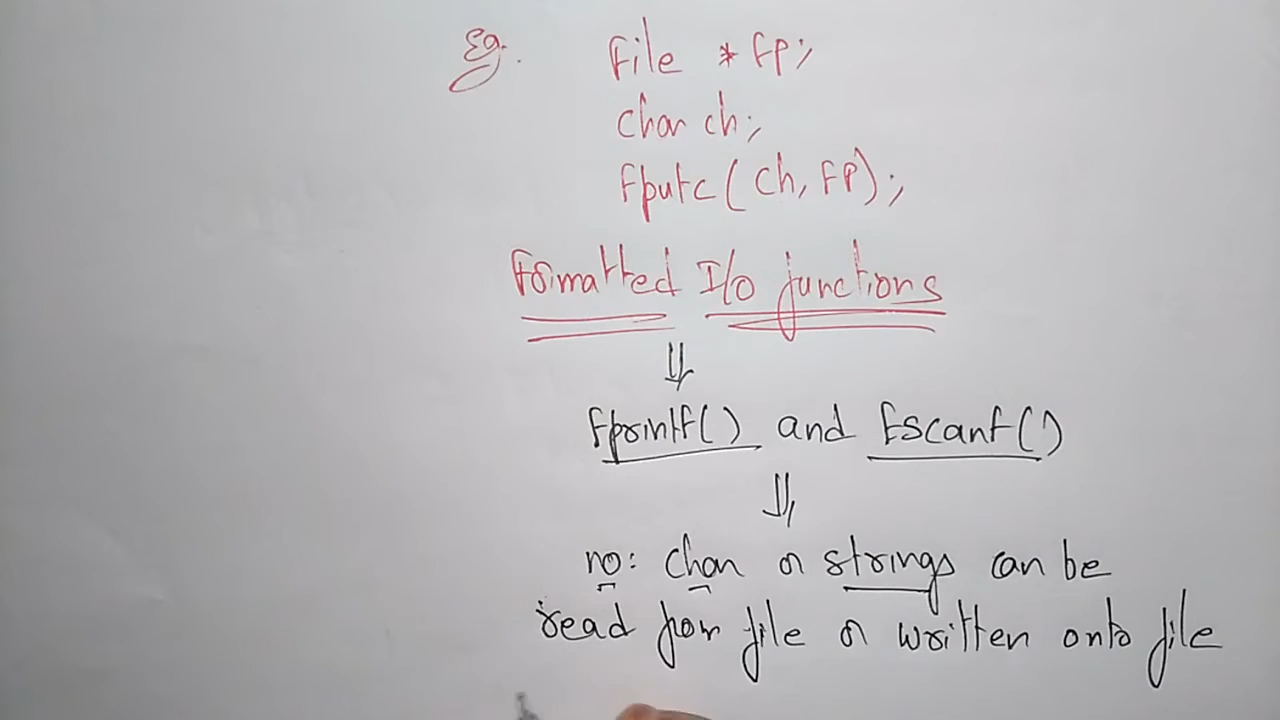 Eg. File *fp;
char ch;
fputc(ch, fp);
Formatted I/O functions
fprintf() and fscanf()
no: char or strings can be
read from file or written onto file